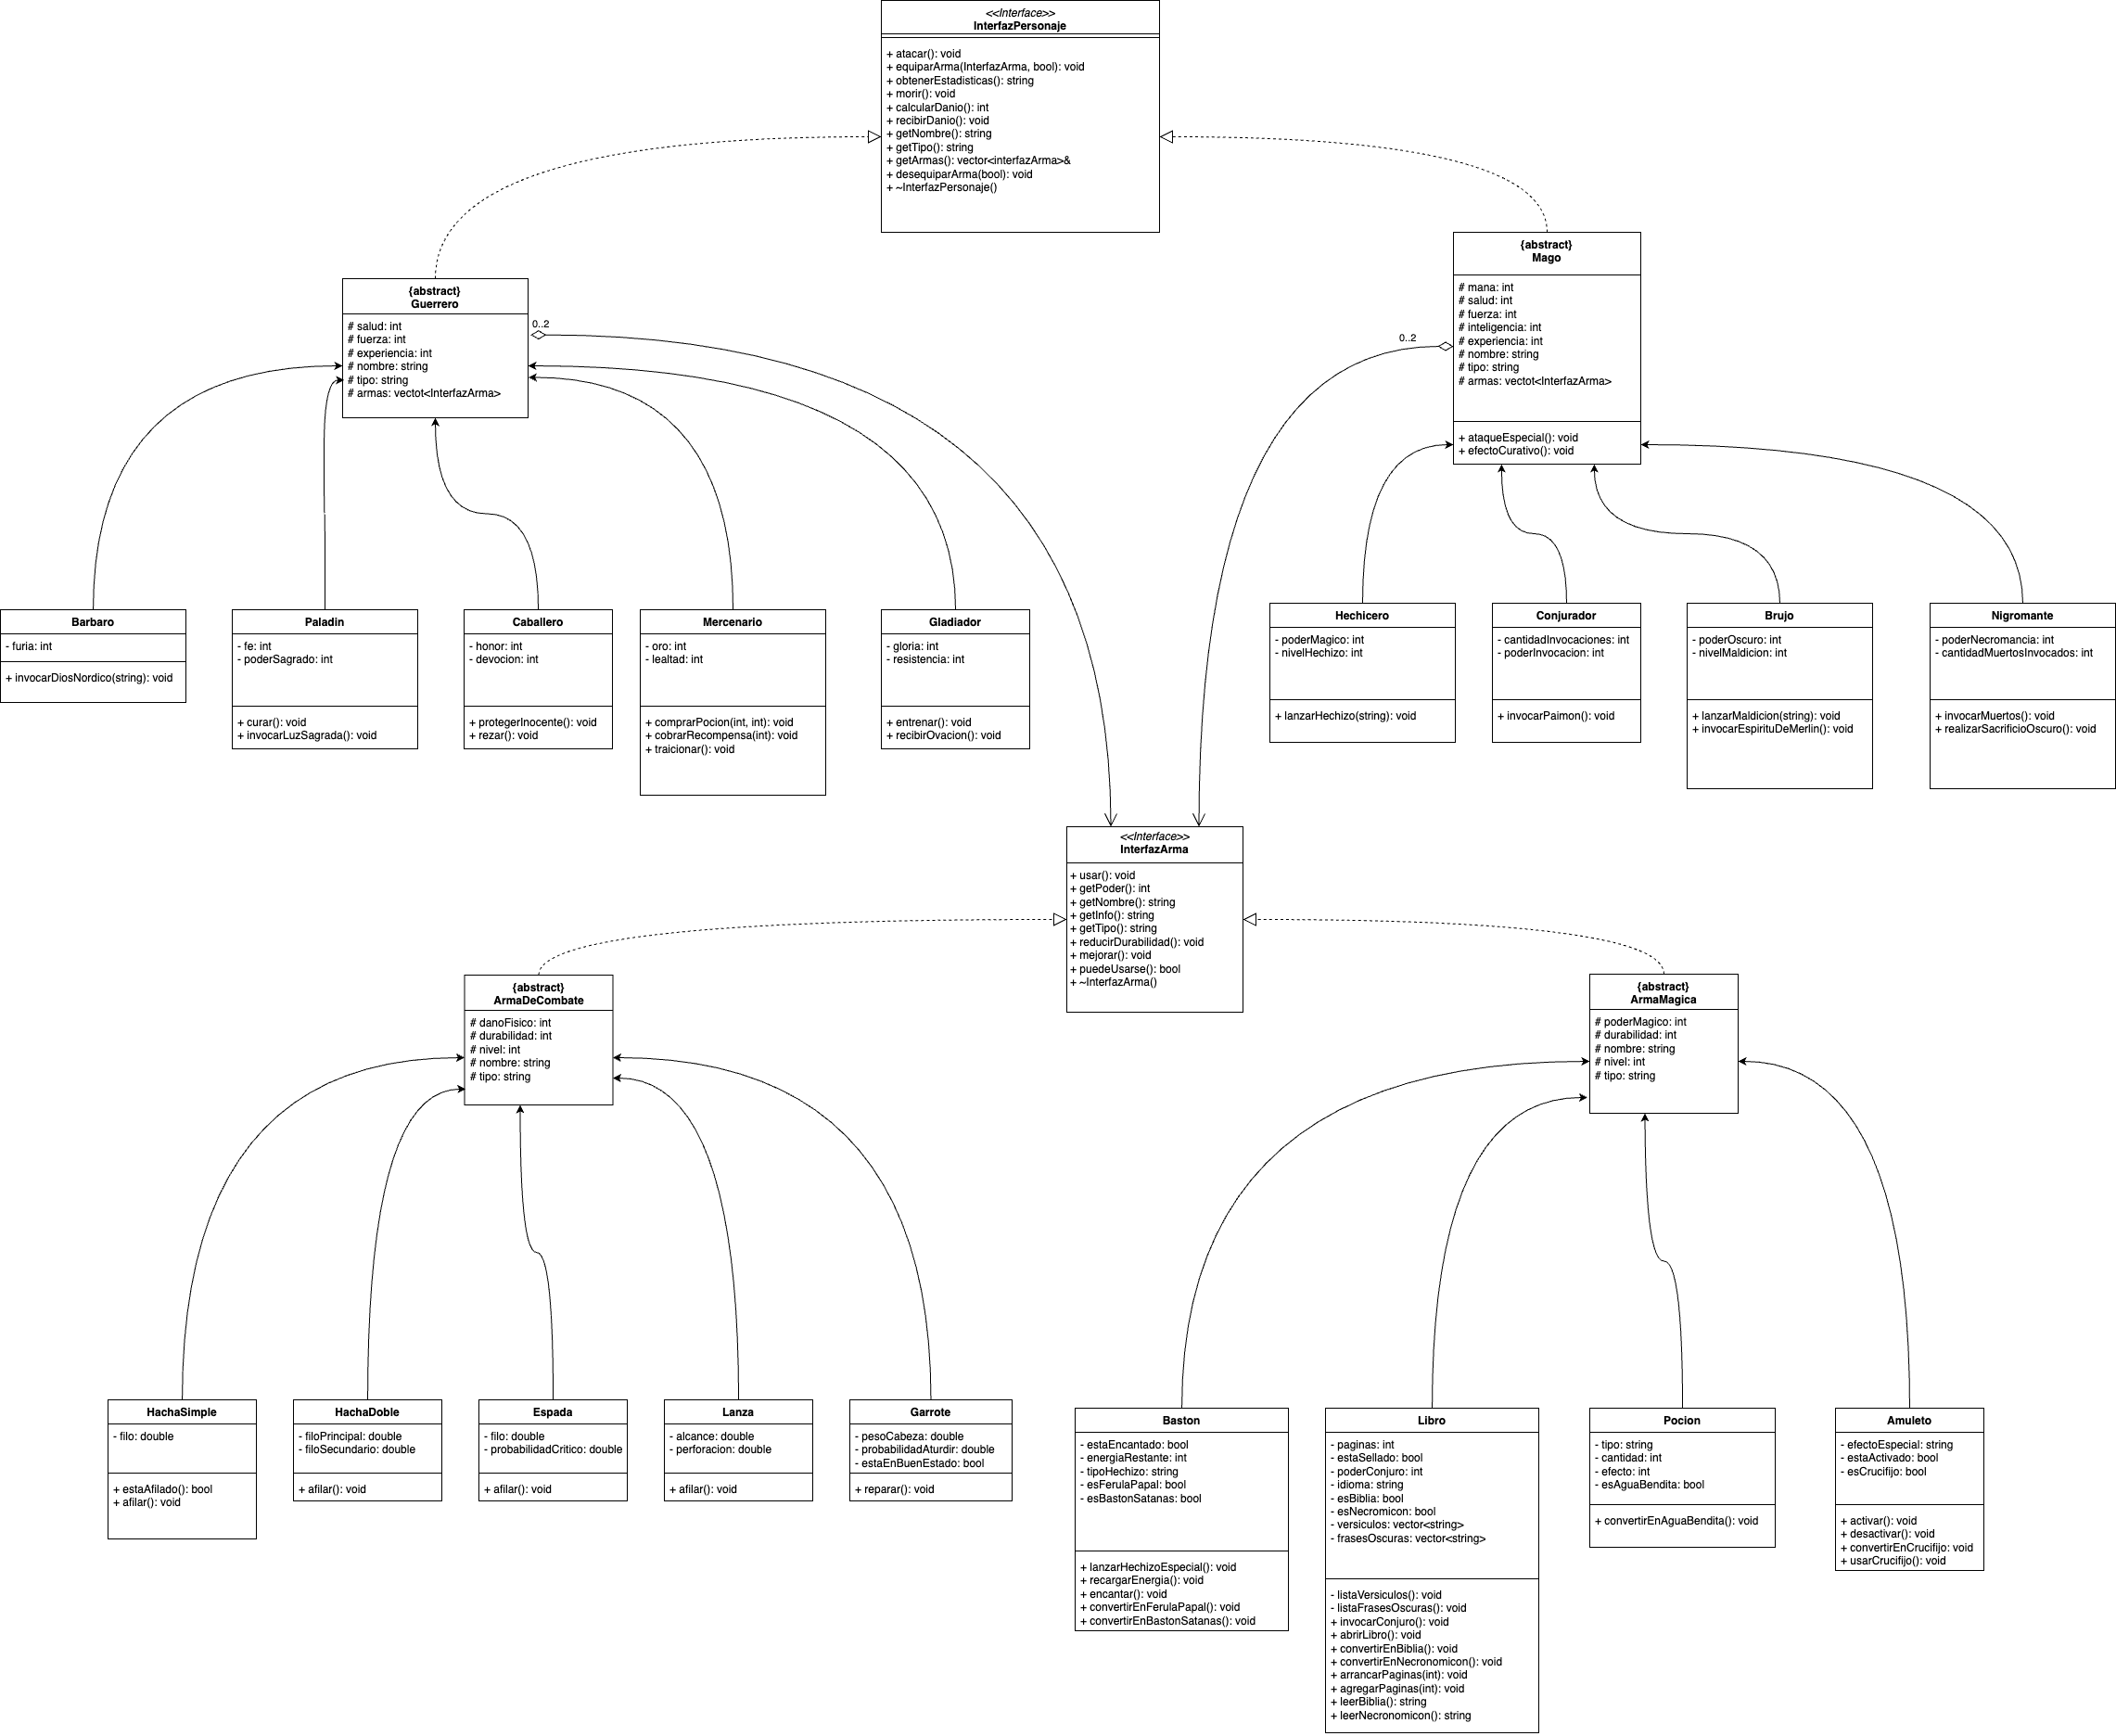 <<Interface>>
InterfazPersonaje
+ atacar(): void
+ equiparArma(InterfazArma, bool): void
+ obtenerEstadisticas(): string
+ morir(): void
+ calcularDanio(): int
+ recibirDanio(): void
+ getNombre(): string
+ getTipo(): string
+ getArmas(): vector<interfazArma>&
+ desequiparArma(bool): void
+ ~InterfazPersonaje()
{abstract}
Guerrero
# salud: int
# fuerza: int
# experiencia: int
# nombre: string
# tipo: string
# armas: vectot<InterfazArma>
0..2
{abstract}
Mago
# mana: int
# salud: int
# fuerza: int
# inteligencia: int
# experiencia: int
# nombre: string
# tipo: string
# armas: vectot<InterfazArma>
+ ataqueEspecial(): void
+ efectoCurativo(): void
0..2
Barbaro
- furia: int
+ invocarDiosNordico(string): void
Paladin
- fe: int
- poderSagrado: int
+ curar(): void
+ invocarLuzSagrada(): void
Caballero
- honor: int
- devocion: int
+ protegerInocente(): void
+ rezar(): void
Mercenario
- oro: int
- lealtad: int
+ comprarPocion(int, int): void
+ cobrarRecompensa(int): void
+ traicionar(): void
Gladiador
- gloria: int
- resistencia: int
+ entrenar(): void
+ recibirOvacion(): void
Hechicero
- poderMagico: int
- nivelHechizo: int
+ lanzarHechizo(string): void
Conjurador
- cantidadInvocaciones: int
- poderInvocacion: int
+ invocarPaimon(): void
Brujo
- poderOscuro: int
- nivelMaldicion: int
+ lanzarMaldicion(string): void
+ invocarEspirituDeMerlin(): void
Nigromante
- poderNecromancia: int
- cantidadMuertosInvocados: int
+ invocarMuertos(): void
+ realizarSacrificioOscuro(): void
<<Interface>>
InterfazArma
+ usar(): void
+ getPoder(): int
+ getNombre(): string
+ getInfo(): string
+ getTipo(): string
+ reducirDurabilidad(): void
+ mejorar(): void
+ puedeUsarse(): bool
+ ~InterfazArma()
{abstract}
ArmaDeCombate
# danoFisico: int
# durabilidad: int
# nivel: int
# nombre: string
# tipo: string
{abstract}
ArmaMagica
# poderMagico: int
# durabilidad: int
# nombre: string
# nivel: int
# tipo: string
HachaSimple
- filo: double
+ estaAfilado(): bool
+ afilar(): void
HachaDoble
- filoPrincipal: double
- filoSecundario: double
+ afilar(): void
Espada
- filo: double
- probabilidadCritico: double
+ afilar(): void
Lanza
- alcance: double
- perforacion: double
+ afilar(): void
Garrote
- pesoCabeza: double
- probabilidadAturdir: double
- estaEnBuenEstado: bool
+ reparar(): void
Baston
- estaEncantado: bool
- energiaRestante: int
- tipoHechizo: string
- esFerulaPapal: bool
- esBastonSatanas: bool
+ lanzarHechizoEspecial(): void
+ recargarEnergia(): void
+ encantar(): void
+ convertirEnFerulaPapal(): void
+ convertirEnBastonSatanas(): void
Libro
- paginas: int
- estaSellado: bool
- poderConjuro: int
- idioma: string
- esBiblia: bool
- esNecromicon: bool
- versiculos: vector<string>
- frasesOscuras: vector<string>
- listaVersiculos(): void
- listaFrasesOscuras(): void
+ invocarConjuro(): void
+ abrirLibro(): void
+ convertirEnBiblia(): void
+ convertirEnNecronomicon(): void
+ arrancarPaginas(int): void
+ agregarPaginas(int): void
+ leerBiblia(): string
+ leerNecronomicon(): string
Pocion
- tipo: string
- cantidad: int
- efecto: int
- esAguaBendita: bool
+ convertirEnAguaBendita(): void
Amuleto
- efectoEspecial: string
- estaActivado: bool
- esCrucifijo: bool
+ activar(): void
+ desactivar(): void
+ convertirEnCrucifijo: void
+ usarCrucifijo(): void